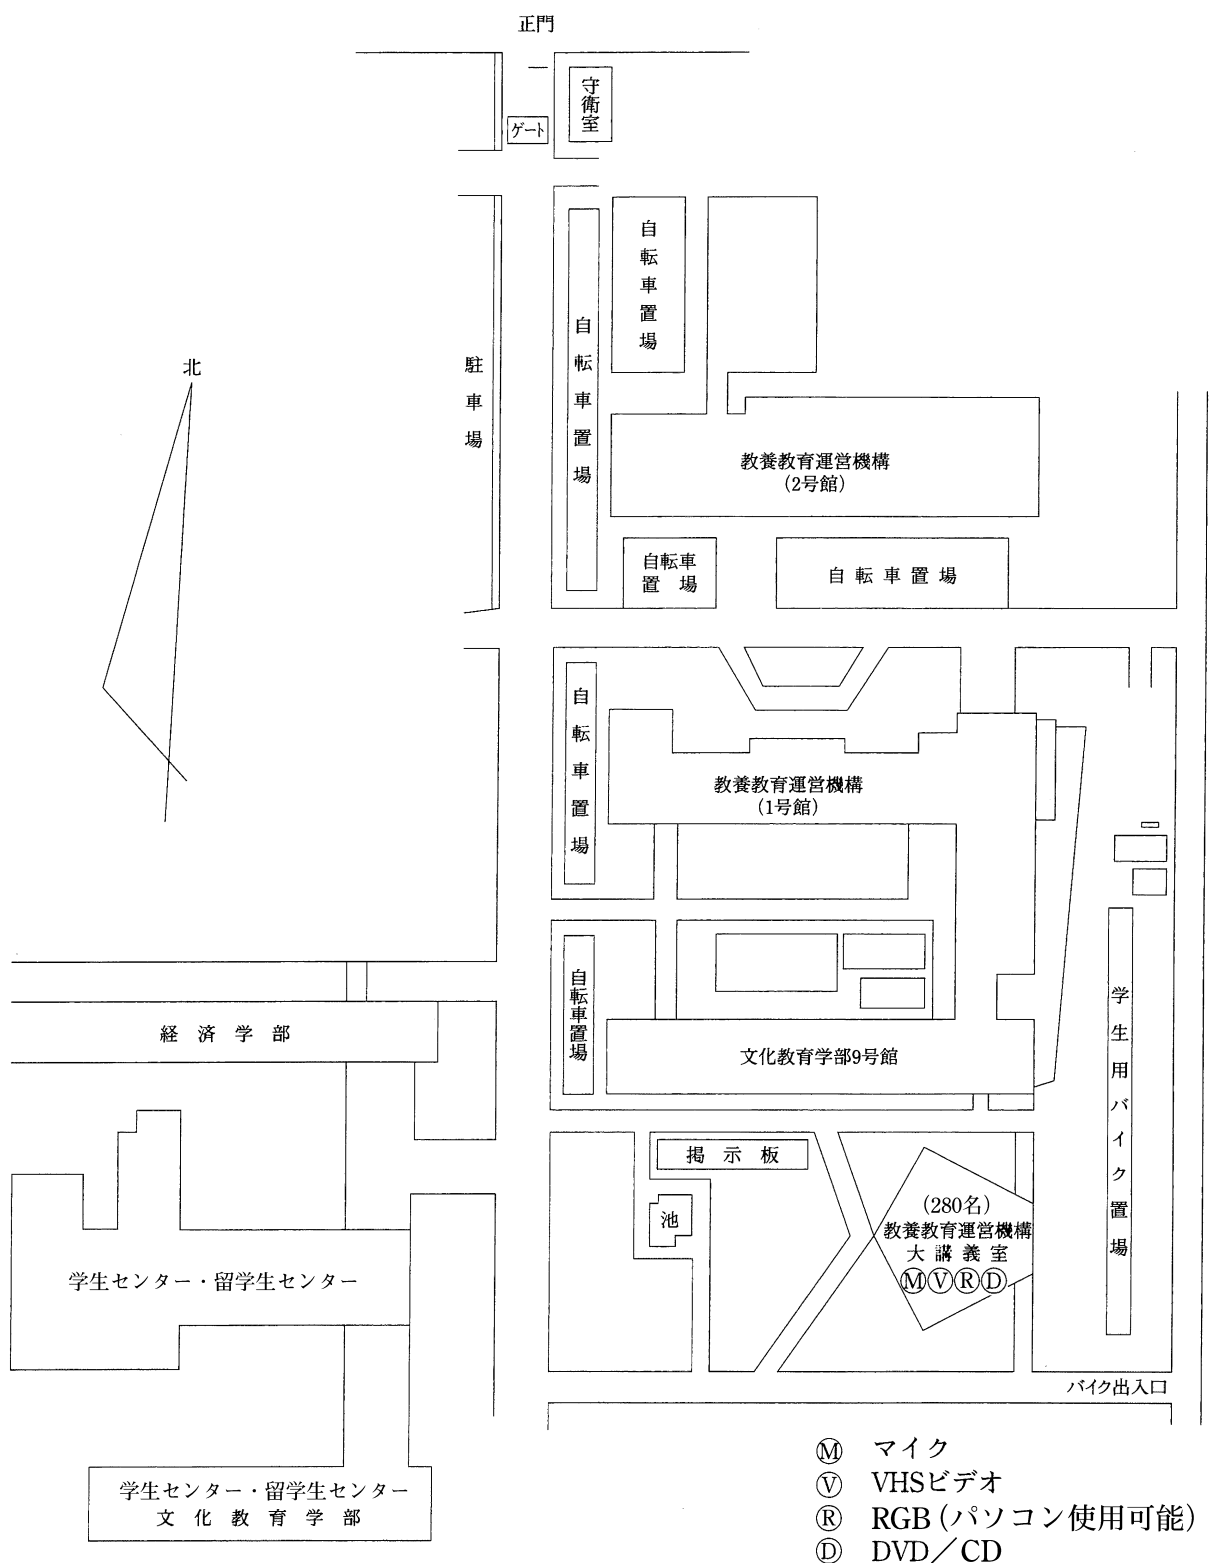 正門
守衛室
ゲート
自転車置場
自転車置場
駐車場
北
教養教育運営機構
(2号館)
自転車
置場
自転車置場
自転車置場
教養教育運営機構
(1号館)
自転車置場
文化教育学部9号館
学生用バイク置場
経済学部
掲示板
池
(280名)
教養教育運営機構
大講義室
ⓂⓋⓇⒹ
学生センター・留学生センター
バイク出入口
学生センター・留学生センター
文化教育学部
Ⓜ マイク
Ⓥ VHSビデオ
Ⓡ RGB(パソコン使用可能)
Ⓓ DVD／CD